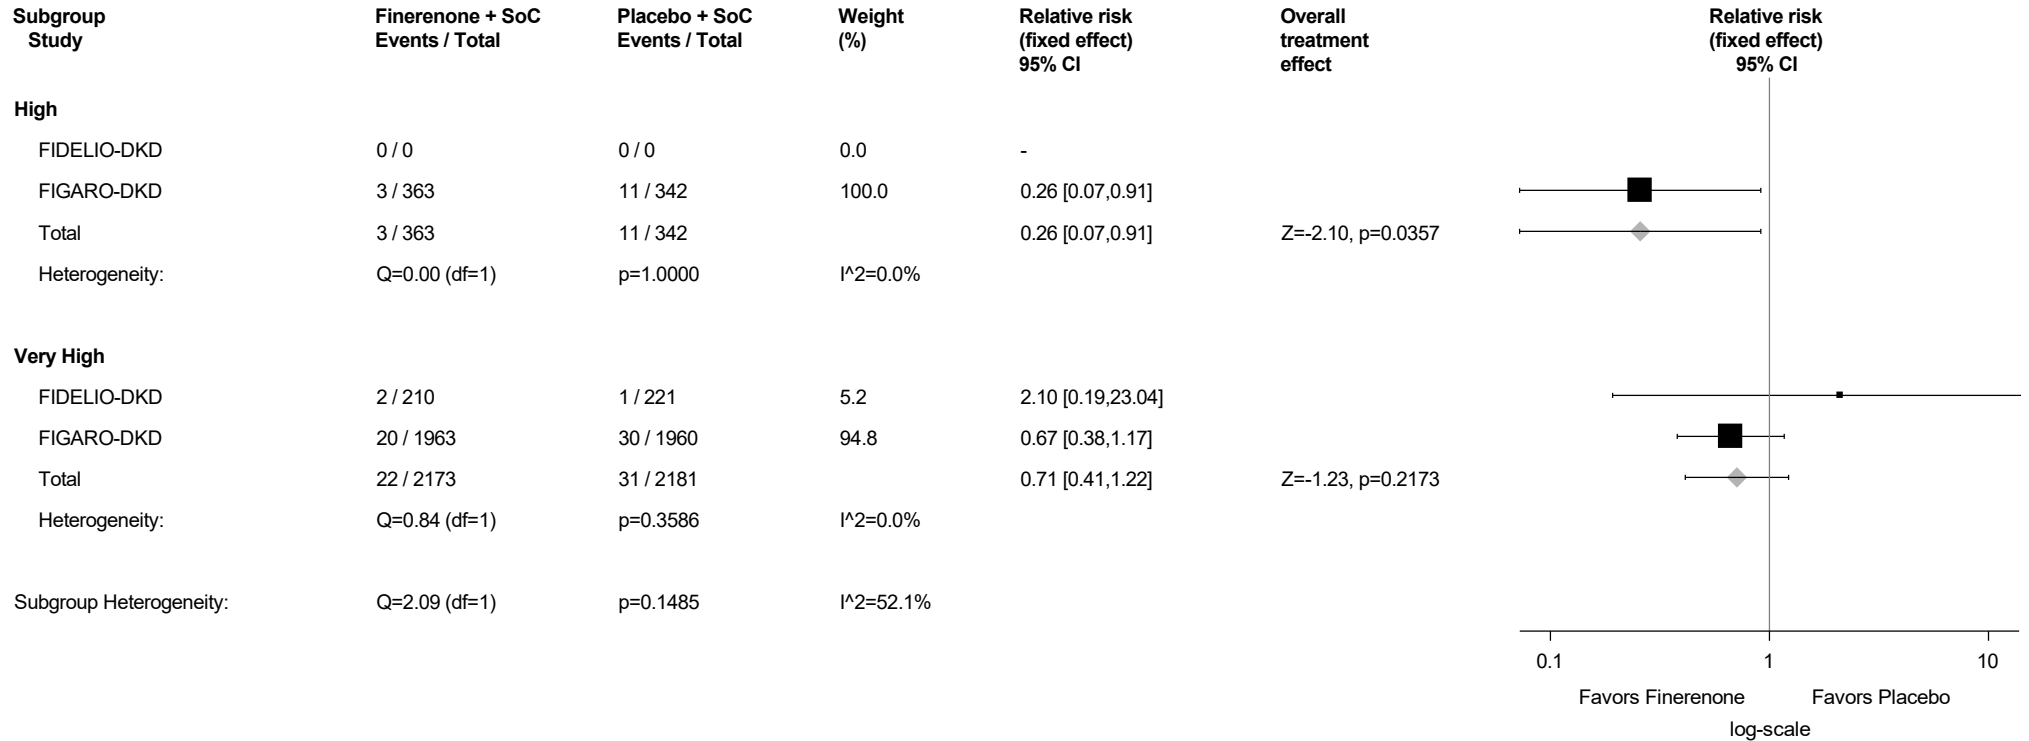 Subgroup Finerenone + SoC Placebo + SoC Weight Relative risk Overall Relative risk
Study Events / Total Events / Total (%) (fixed effect) treatment (fixed effect)
95% CI effect 95% CI
High
FIDELIO-DKD 0 / 0 0 / 0 0.0 -
FIGARO-DKD 3 / 363 11 / 342 100.0 0.26 [0.07,0.91]
Total 3 / 363 11 / 342 0.26 [0.07,0.91] Z=-2.10, p=0.0357
Heterogeneity: Q=0.00 (df=1) p=1.0000 I^2=0.0%
Very High
FIDELIO-DKD 2 / 210 1 / 221 5.2 2.10 [0.19,23.04]
FIGARO-DKD 20 / 1963 30 / 1960 94.8 0.67 [0.38,1.17]
Total 22 / 2173 31 / 2181 0.71 [0.41,1.22] Z=-1.23, p=0.2173
Heterogeneity: Q=0.84 (df=1) p=0.3586 I^2=0.0%
Subgroup Heterogeneity: Q=2.09 (df=1) p=0.1485 I^2=52.1%
0.1 1 10
Favors Finerenone Favors Placebo
log-scale